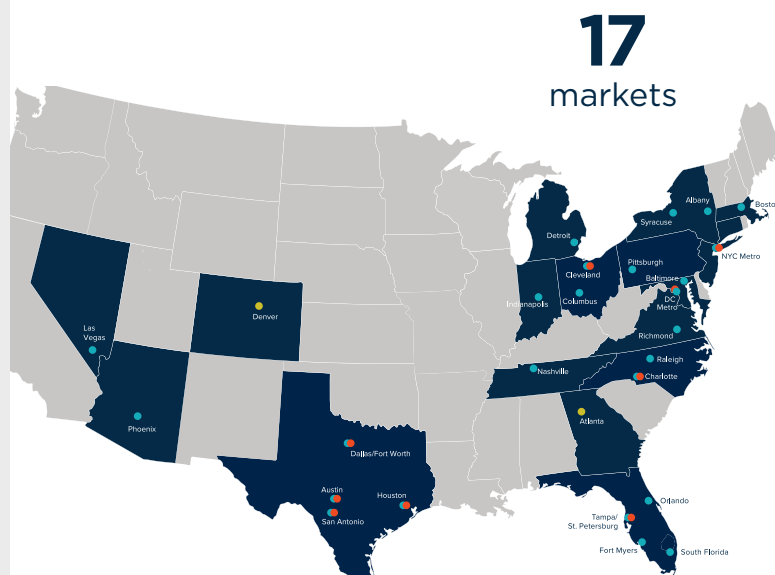 17
markets
Albany
Boston
Syracuse
Detroit
NYC Metro
Pittsburgh
Cleveland
Baltimore
Indianapolis
Columbus
DC
Metro
Denver
Las
Vegas
Richmond
Raleigh
Nashville
Charlotte
Phoenix
Atlanta
Dallas/Fort Worth
Austin
Houston
San Antonio
Orlando
Tampa/
St. Petersburg
Fort Myers
South Florida